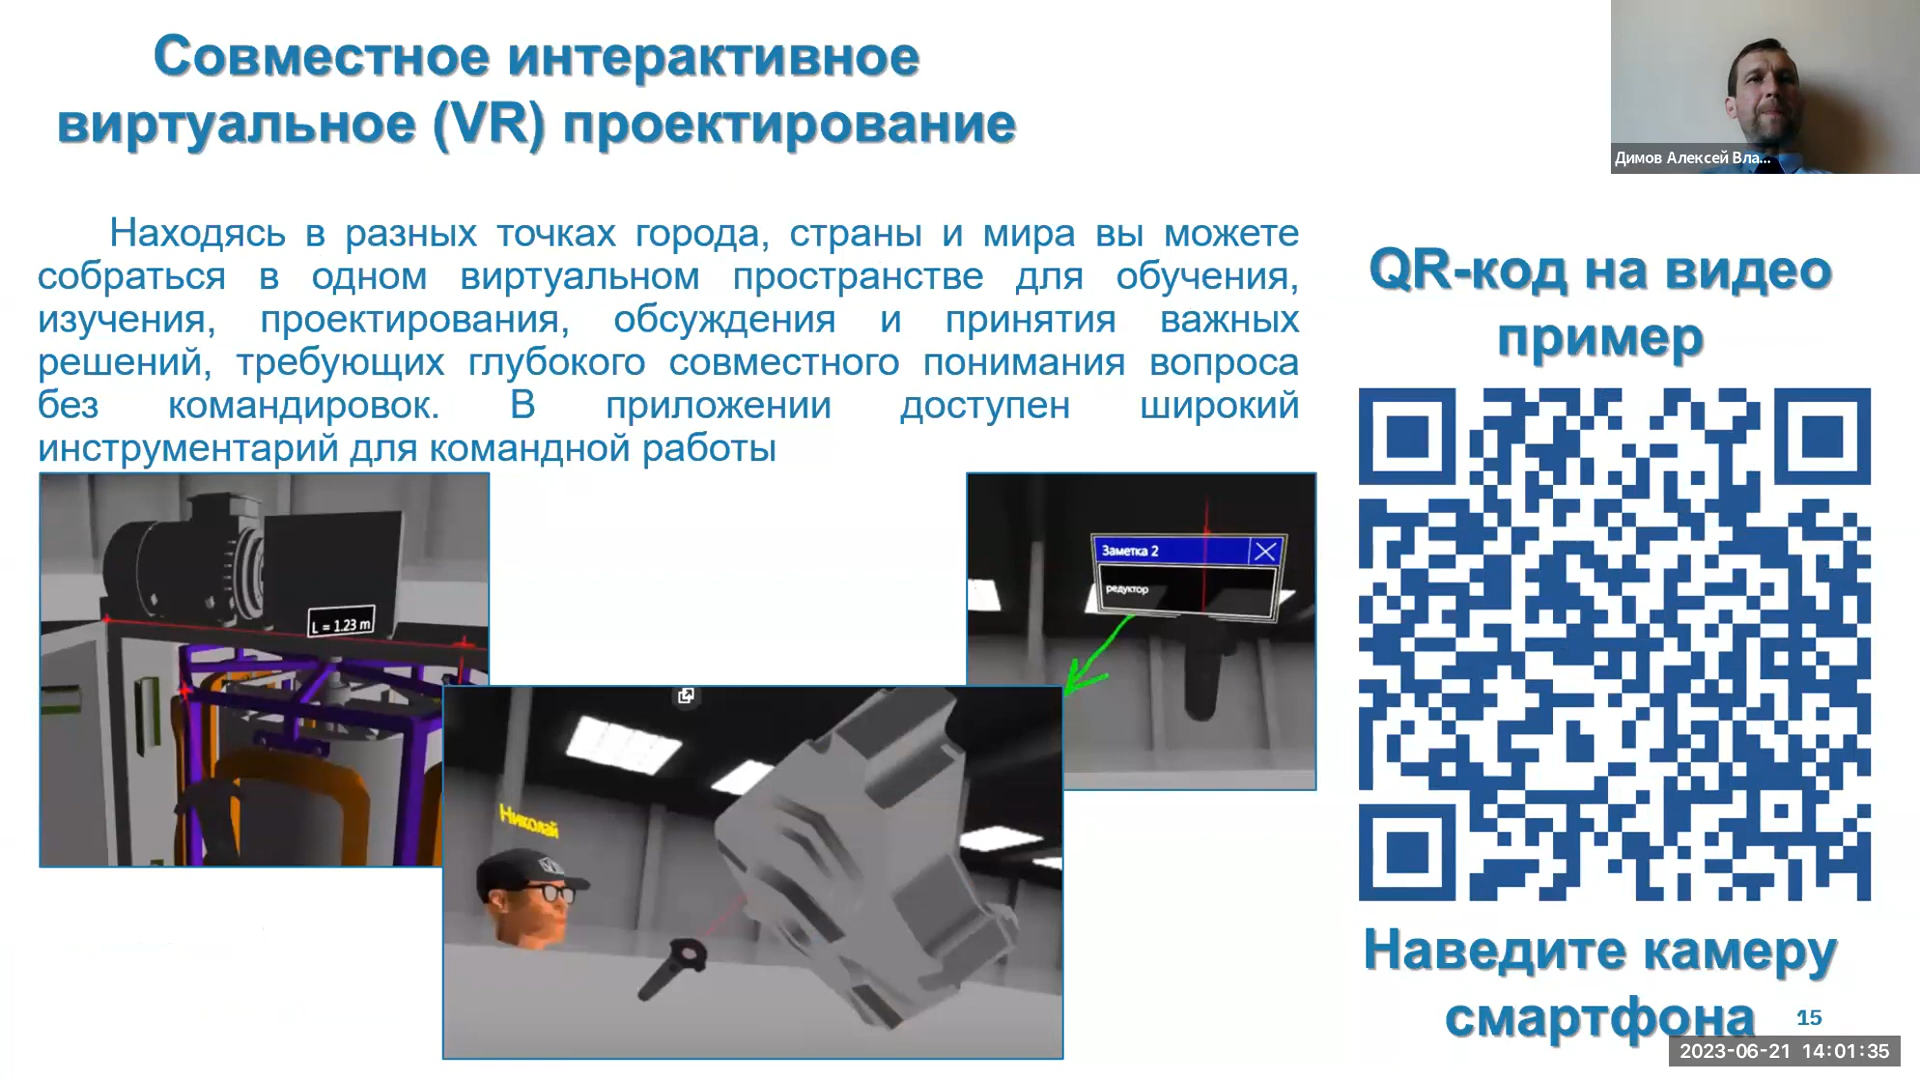 Совместное интерактивное
виртуальное (VR) проектирование
Димов Алексей Вла...
Находясь в разных точках города, страны и мира вы можете
собраться в одном виртуальном пространстве для обучения,
изучения, проектирования, обсуждения и принятия важных
решений, требующих глубокого совместного понимания вопроса
без командировок. В приложении доступен широкий
инструментарий для командной работы
QR-код на видео
пример
L = 1.23 m
Заметка 2
редуктор
Николай
Наведите камеру
смартфона
15
2023-06-21 14:01:35